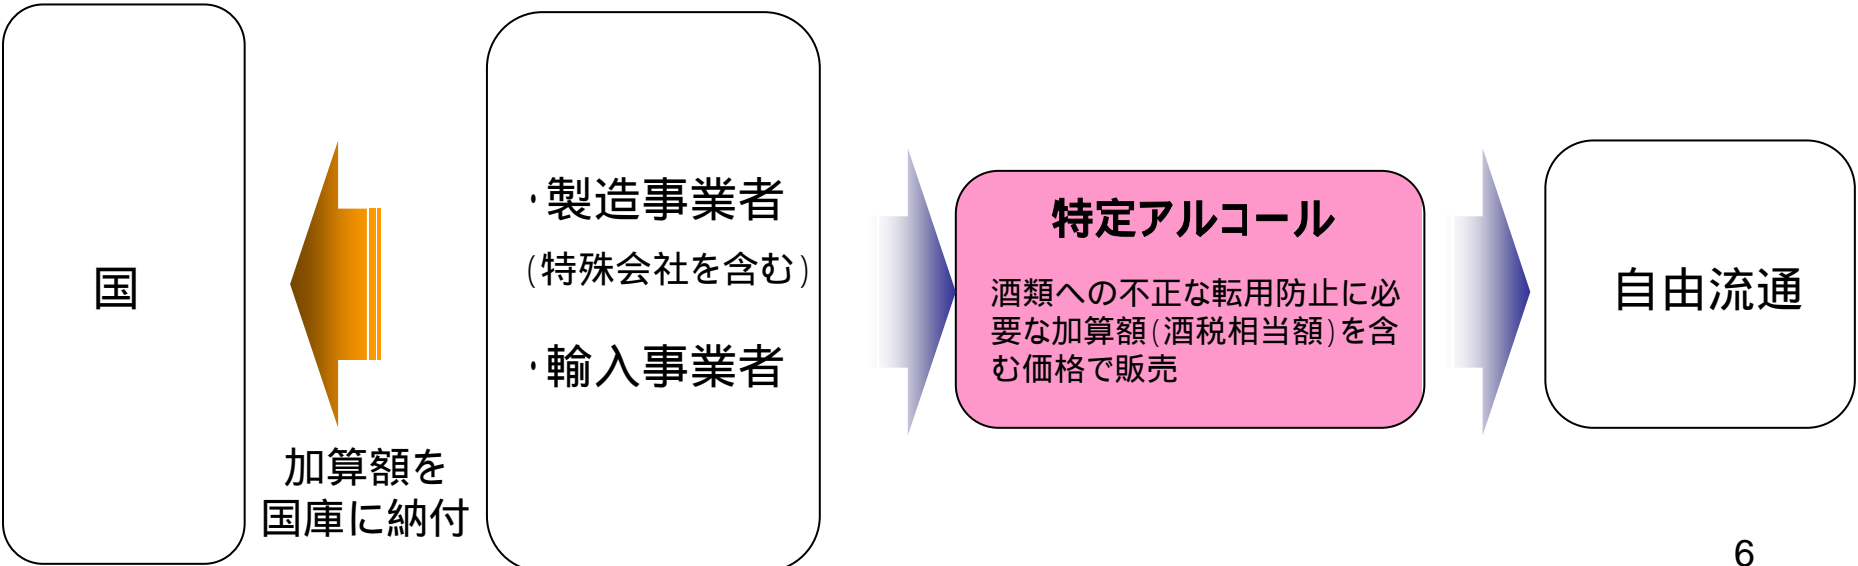 国
加算額を
国庫に納付
・製造事業者
(特殊会社を含む)
・輸入事業者
特定アルコール
酒類への不正な転用防止に必
要な加算額(酒税相当額)を含
む価格で販売
自由流通
6